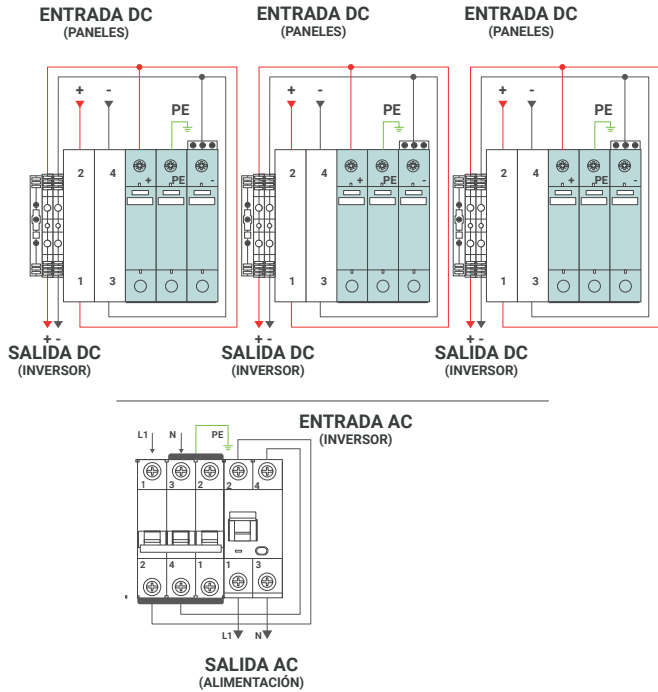 ENTRADA DC
(PANELES)
ENTRADA DC
(PANELES)
ENTRADA DC
(PANELES)
+ -
PE
+ -
PE
+ -
PE
2 4
+ PE -
2 4
+ PE -
2 4
+ PE -
1 3
1 3
1 3
+ -
SALIDA DC
(INVERSOR)
+ -
SALIDA DC
(INVERSOR)
+ -
SALIDA DC
(INVERSOR)
ENTRADA AC
(INVERSOR)
L1 N PE
1 3 2 2 4
2 4 1 1 3
L1 N
SALIDA AC
(ALIMENTACIÓN)